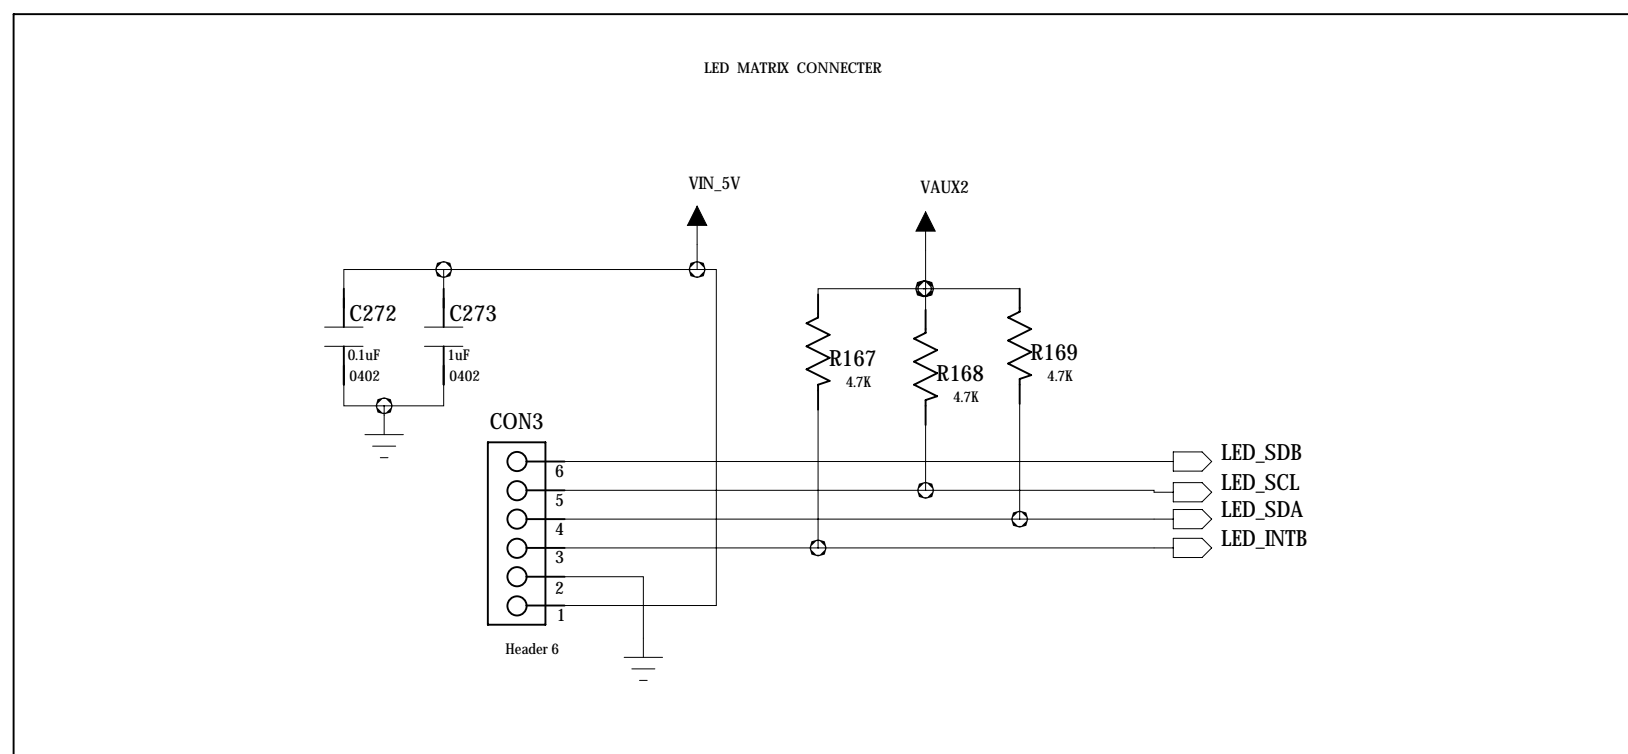 LED MATRIX CONNECTER
VIN_5V
VAUX2
C272
0.1uF
0402
C273
1uF
0402
R167
4.7K
R168
4.7K
R169
4.7K
CON3
6
5
4
3
2
1
Header 6
LED_SDB
LED_SCL
LED_SDA
LED_INTB